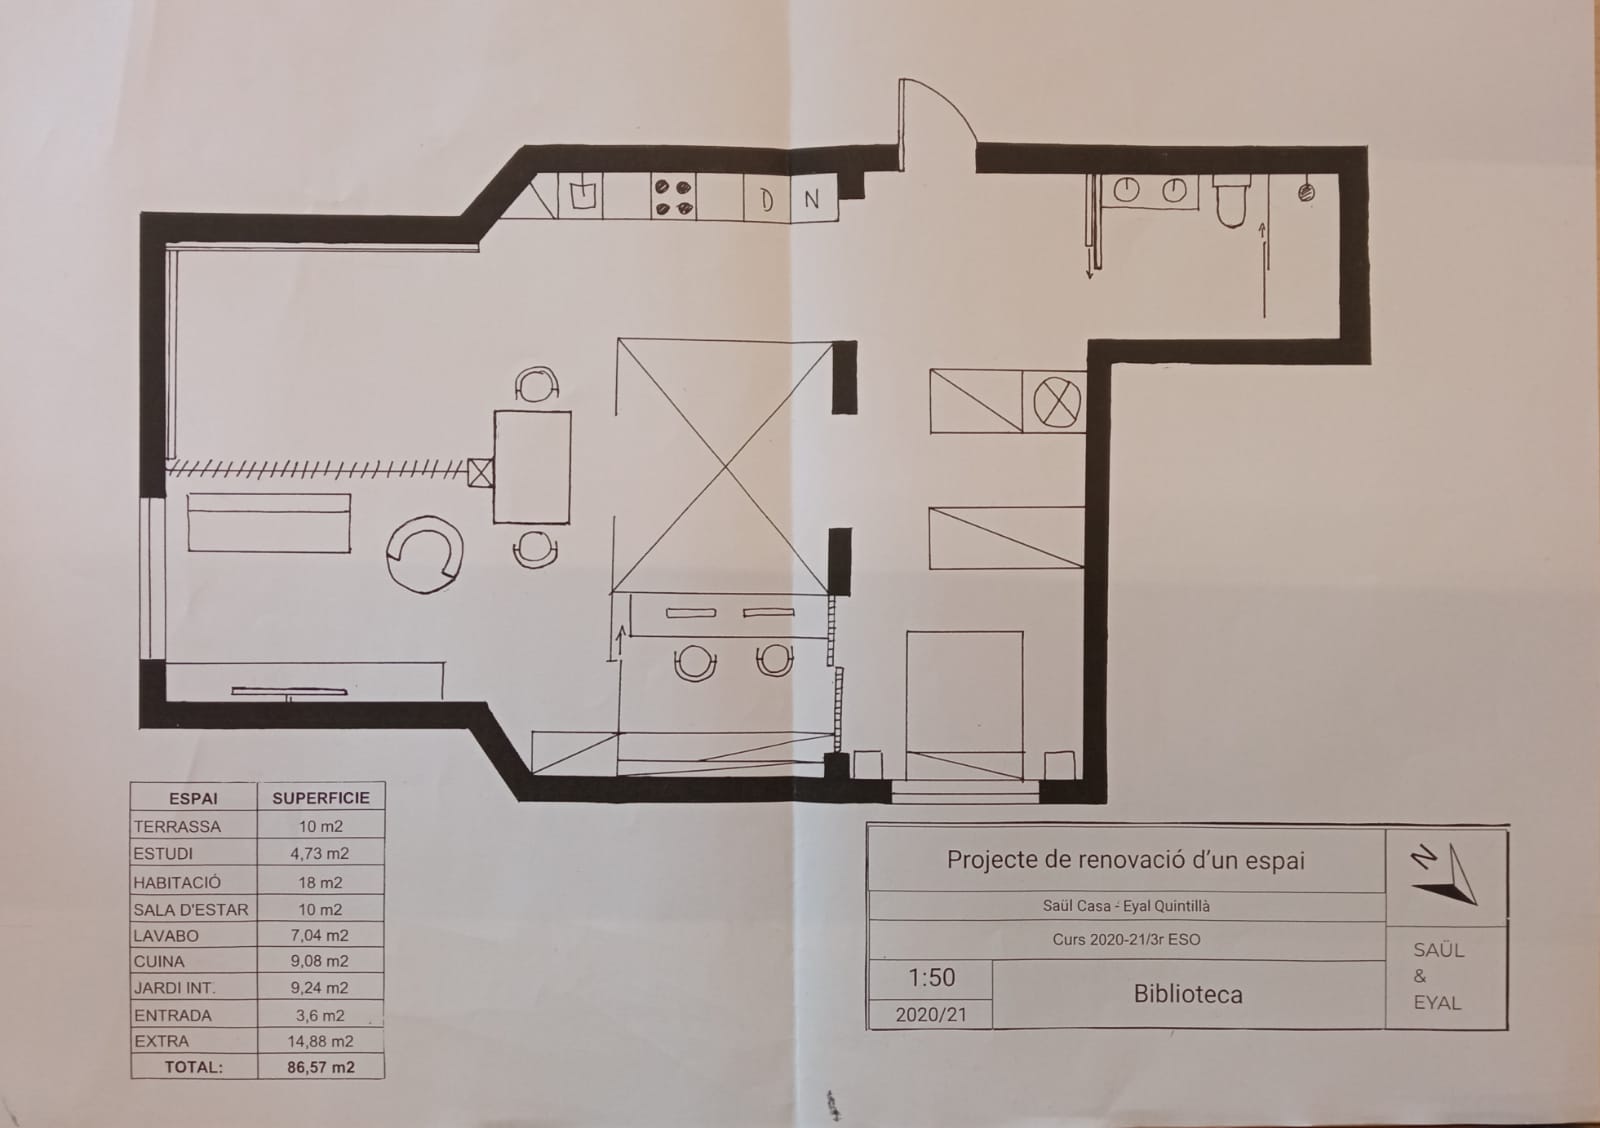 D
N
ESPAI SUPERFICIE
TERRASSA 10 m2
ESTUDI 4,73 m2
HABITACIÓ 18 m2
SALA D'ESTAR 10 m2
LAVABO 7,04 m2
CUINA 9,08 m2
JARDI INT. 9,24 m2
ENTRADA 3,6 m2
EXTRA 14,88 m2
TOTAL: 86,57 m2
Projecte de renovació d'un espai
Saül Casa - Eyal Quintillà
Curs 2020-21/3r ESO
1:50
2020/21
Biblioteca
N
SAÜL
&
EYAL